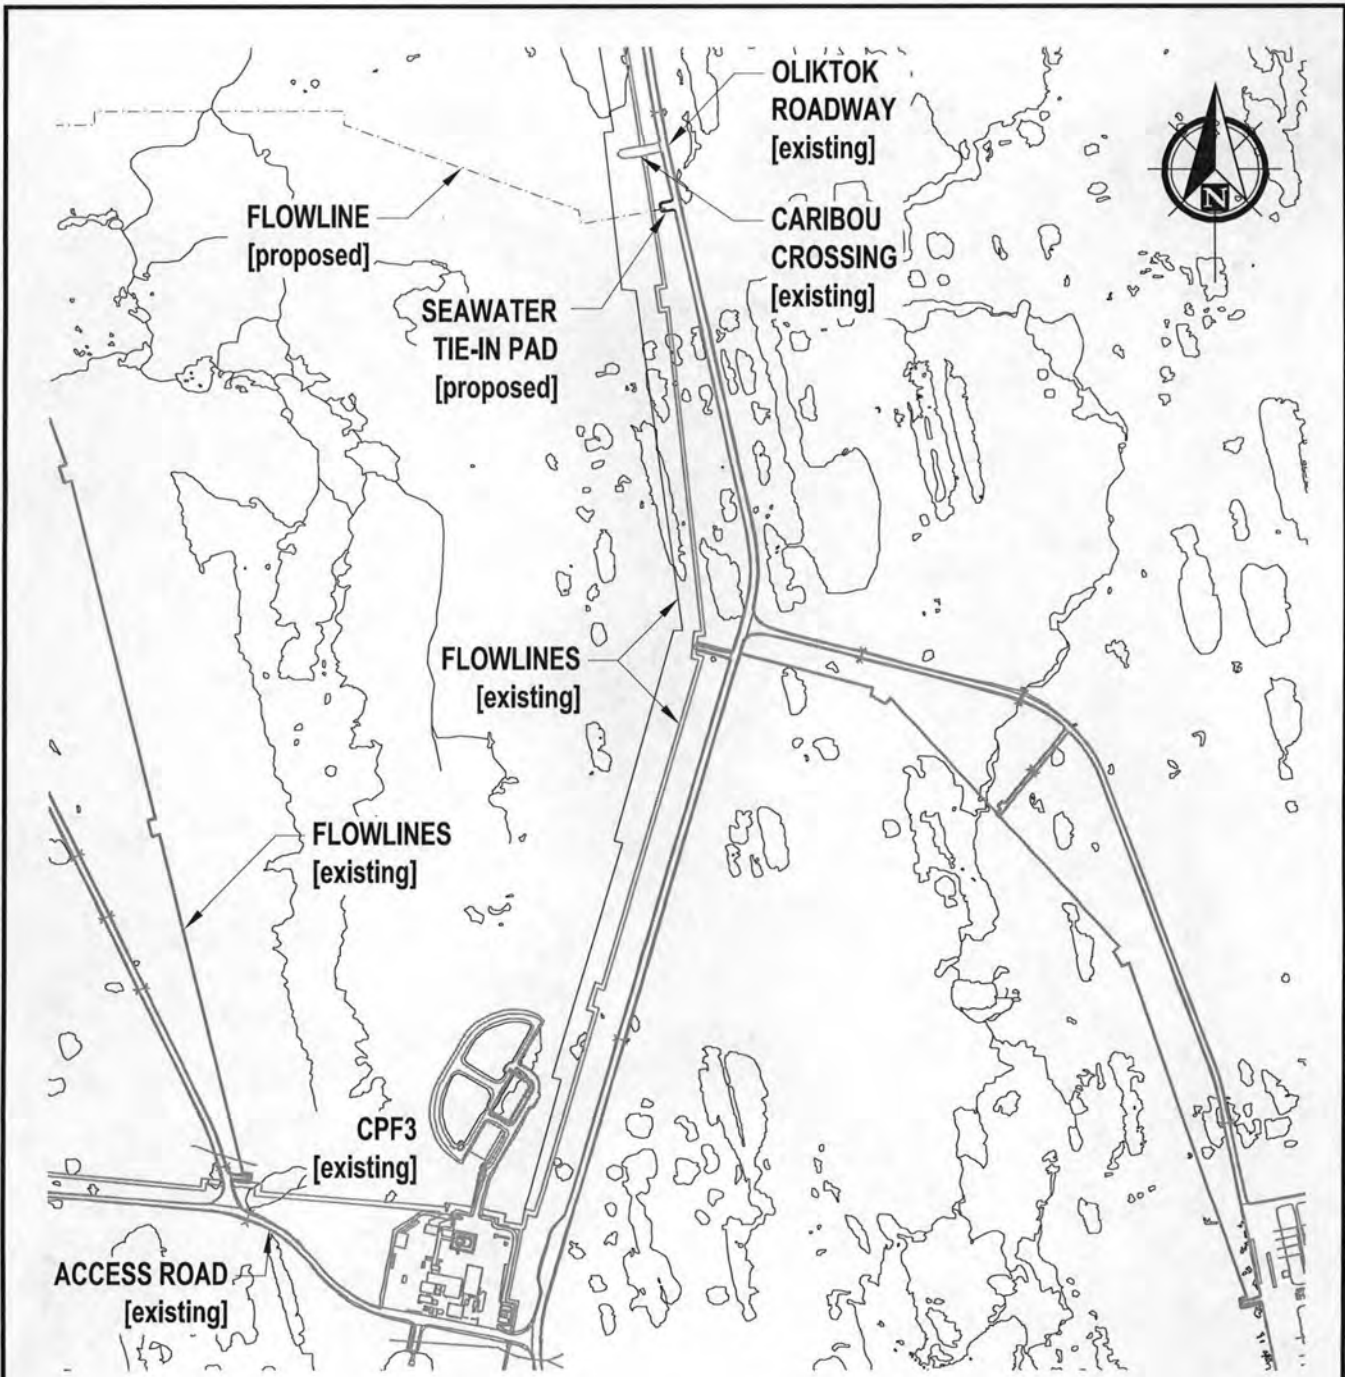 OLIKTOK
ROADWAY
[existing]
N
FLOWLINE
[proposed]
CARIBOU
CROSSING
[existing]
SEAWATER
TIE-IN PAD
[proposed]
FLOWLINES
[existing]
FLOWLINES
[existing]
CPF3
[existing]
ACCESS ROAD
[existing]